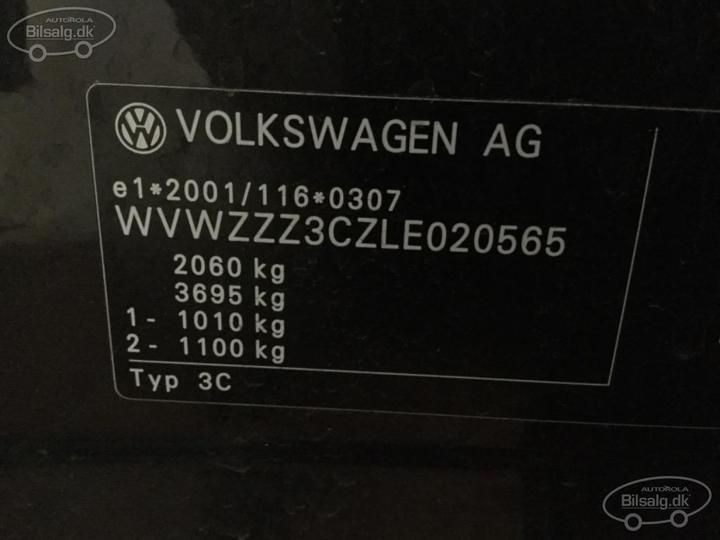 AUTOROLA
Bilsalg.dk
VOLKSWAGEN AG
e1*2001/116*0307
WVWZZZ3CZLE020565
2060 kg
3695 kg
1- 1010 kg
2- 1100 kg
Typ 3C
AUTOROLA
Bilsalg.dk